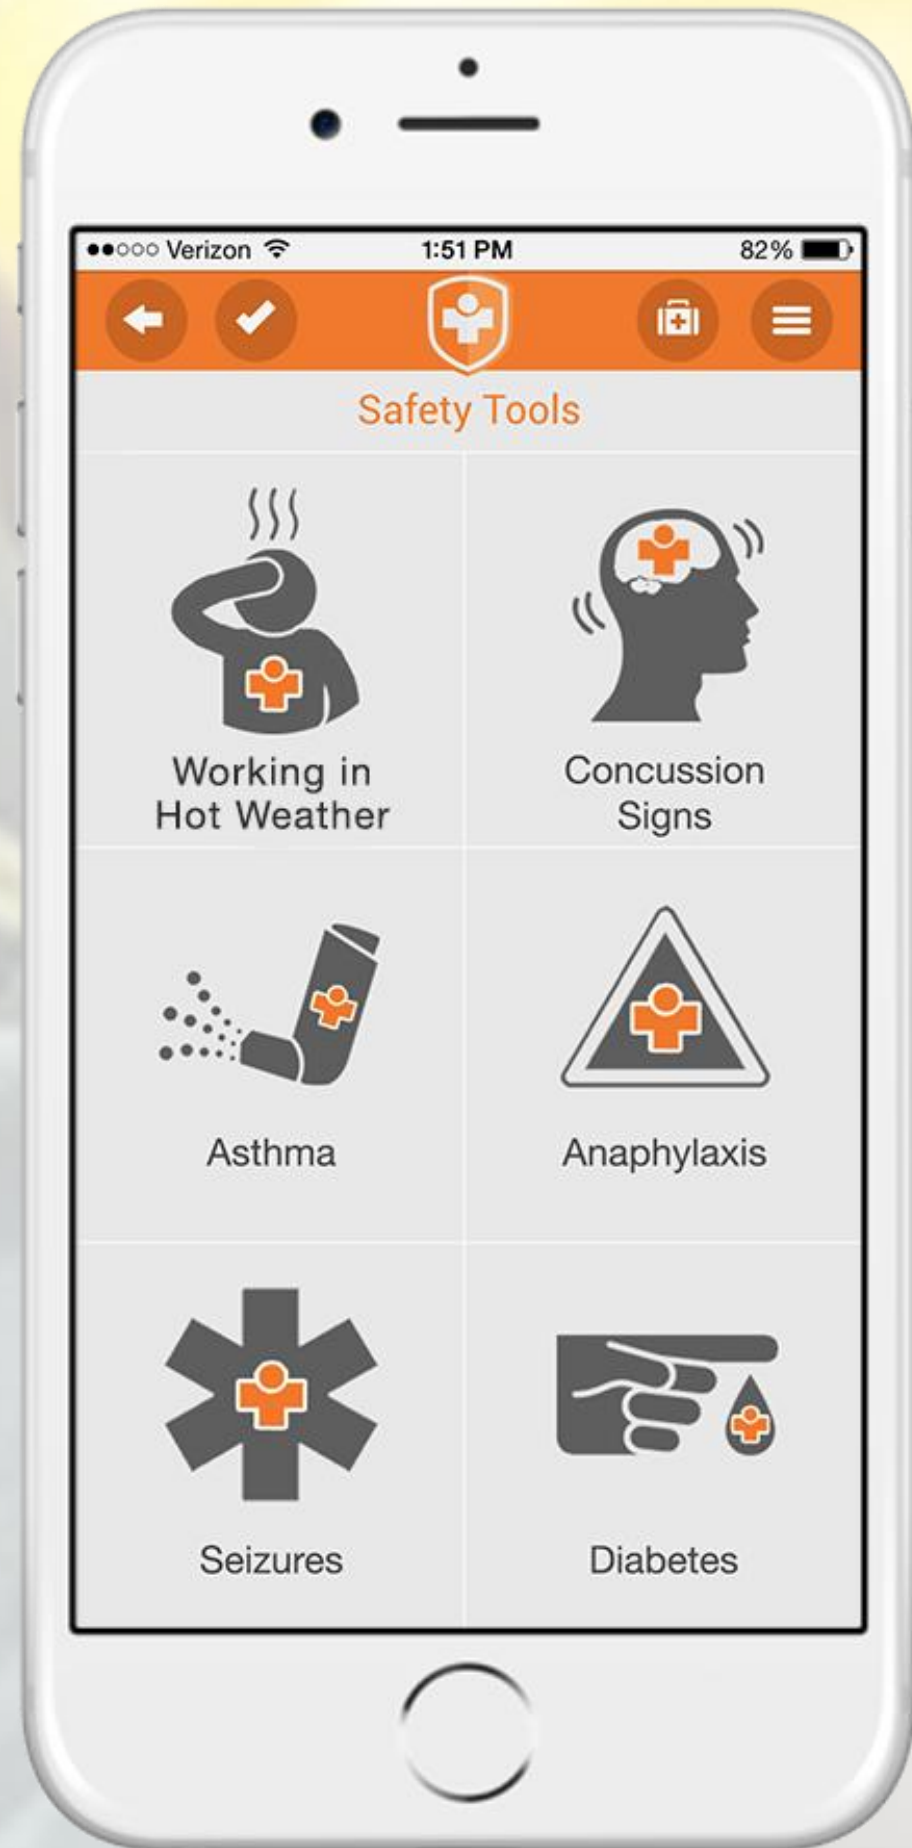 Verizon 1:51 PM 82%
Safety Tools
Working in
Hot Weather
Concussion
Signs
Asthma
Anaphylaxis
Seizures
Diabetes